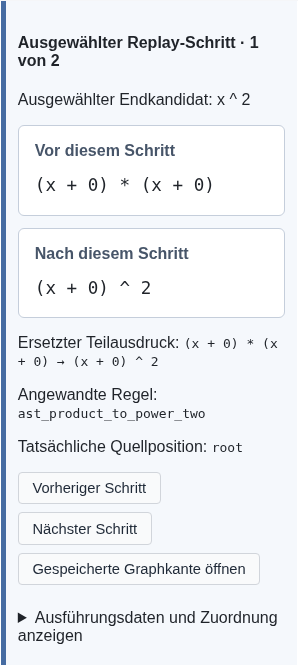 Ausgewählter Replay-Schritt · 1
von 2
Ausgewählter Endkandidat: x ^ 2
Vor diesem Schritt
(x + 0) * (x + 0)
Nach diesem Schritt
(x + 0) ^ 2
Ersetzter Teilausdruck: (x + 0) * (x
+ 0) → (x + 0) ^ 2
Angewandte Regel:
ast_product_to_power_two
Tatsächliche Quellposition: root
Vorheriger Schritt
Nächster Schritt
Gespeicherte Graphkante öffnen
▶ Ausführungsdaten und Zuordnung
anzeigen